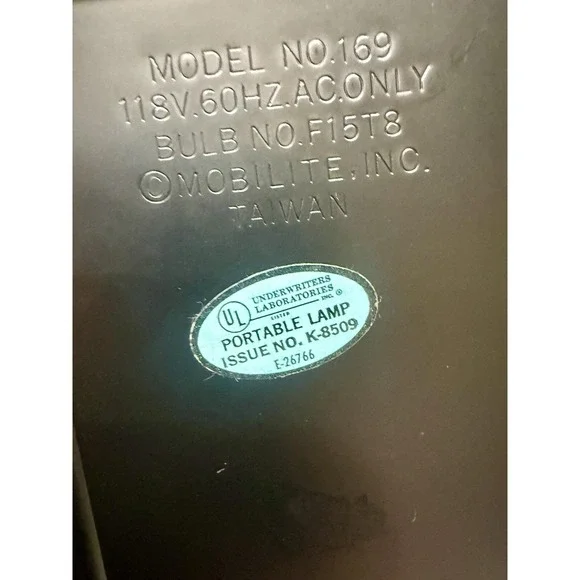 MODEL NO.169
118V.60HZ.AC.ONLY
BULB NO.F15T8
©MOBILITE,INC.
TAIWAN
UL
UNDERWRITERS
LABORATORIES
INC.®
LISTED
PORTABLE LAMP
ISSUE NO. K-8509
E-26766